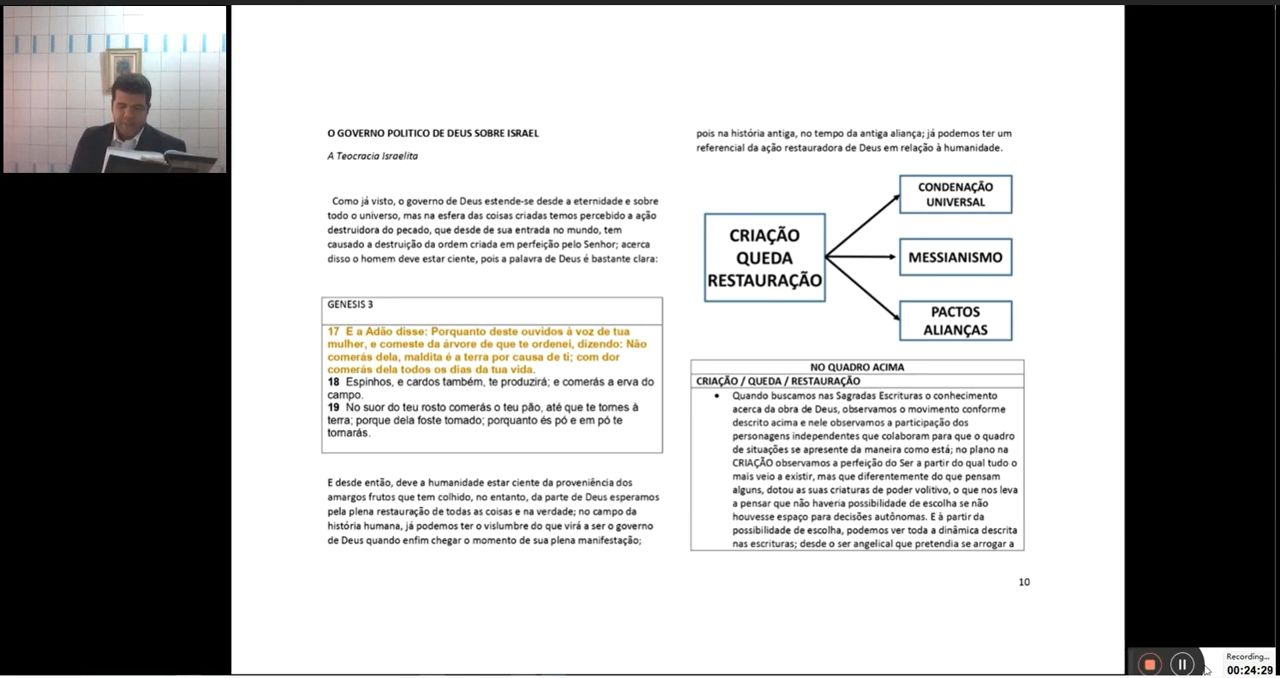 O GOVERNO POLITICO DE DEUS SOBRE ISRAEL
A Teocracia Israelita
Como já visto, o governo de Deus estende-se desde a eternidade e sobre
todo o universo, mas na esfera das coisas criadas temos percebido a ação
destruidora do pecado, que desde de sua entrada no mundo, tem
causado a destruição da ordem criada em perfeição pelo Senhor; acerca
disso o homem deve estar ciente, pois a palavra de Deus é bastante clara:
GENESIS 3
17 E a Adão disse: Porquanto deste ouvidos à voz de tua
mulher, e comeste da árvore de que te ordenei, dizendo: Não
comerás dela, maldita é a terra por causa de ti; com dor
comerás dela todos os dias da tua vida.
18 Espinhos, e cardos também, te produzirá; e comerás a erva do
campo.
19 No suor do teu rosto comerás o teu pão, até que te tornes à
terra; porque dela foste tomado; porquanto és pó e em pó te
tornarás.
E desde então, deve a humanidade estar ciente da proveniência dos
amargos frutos que tem colhido, no entanto, da parte de Deus esperamos
pela plena restauração de todas as coisas e na verdade; no campo da
história humana, já podemos ter o vislumbre do que virá a ser o governo
de Deus quando enfim chegar o momento de sua plena manifestação;
pois na história antiga, no tempo da antiga aliança; já podemos ter um
referencial da ação restauradora de Deus em relação à humanidade.
CRIAÇÃO
QUEDA
RESTAURAÇÃO
CONDENAÇÃO
UNIVERSAL
MESSIANISMO
PACTOS
ALIANÇAS
NO QUADRO ACIMA
CRIAÇÃO / QUEDA / RESTAURAÇÃO
• Quando buscamos nas Sagradas Escrituras o conhecimento
acerca da obra de Deus, observamos o movimento conforme
descrito acima e nele observamos a participação dos
personagens independentes que colaboram para que o quadro
de situações se apresente da maneira como está; no plano na
CRIAÇÃO observamos a perfeição do Ser a partir do qual tudo o
mais veio a existir, mas que diferentemente do que pensam
alguns, dotou as suas criaturas de poder volitivo, o que nos leva
a pensar que não haveria possibilidade de escolha se não
houvesse espaço para decisões autônomas. E à partir da
possibilidade de escolha, podemos ver toda a dinâmica descrita
nas escrituras; desde o ser angelical que pretendia se arrogar a
10
Recording...
00:24:29